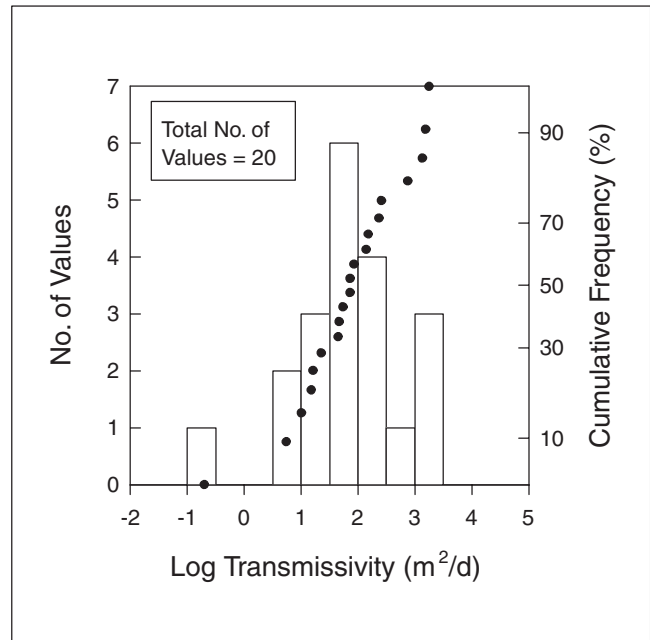 Total No. of
Values = 20
No. of Values
7
6
5
4
3
2
1
0
Cumulative Frequency (%)
90
70
50
30
10
-2 -1 0 1 2 3 4 5
Log Transmissivity (m²/d)